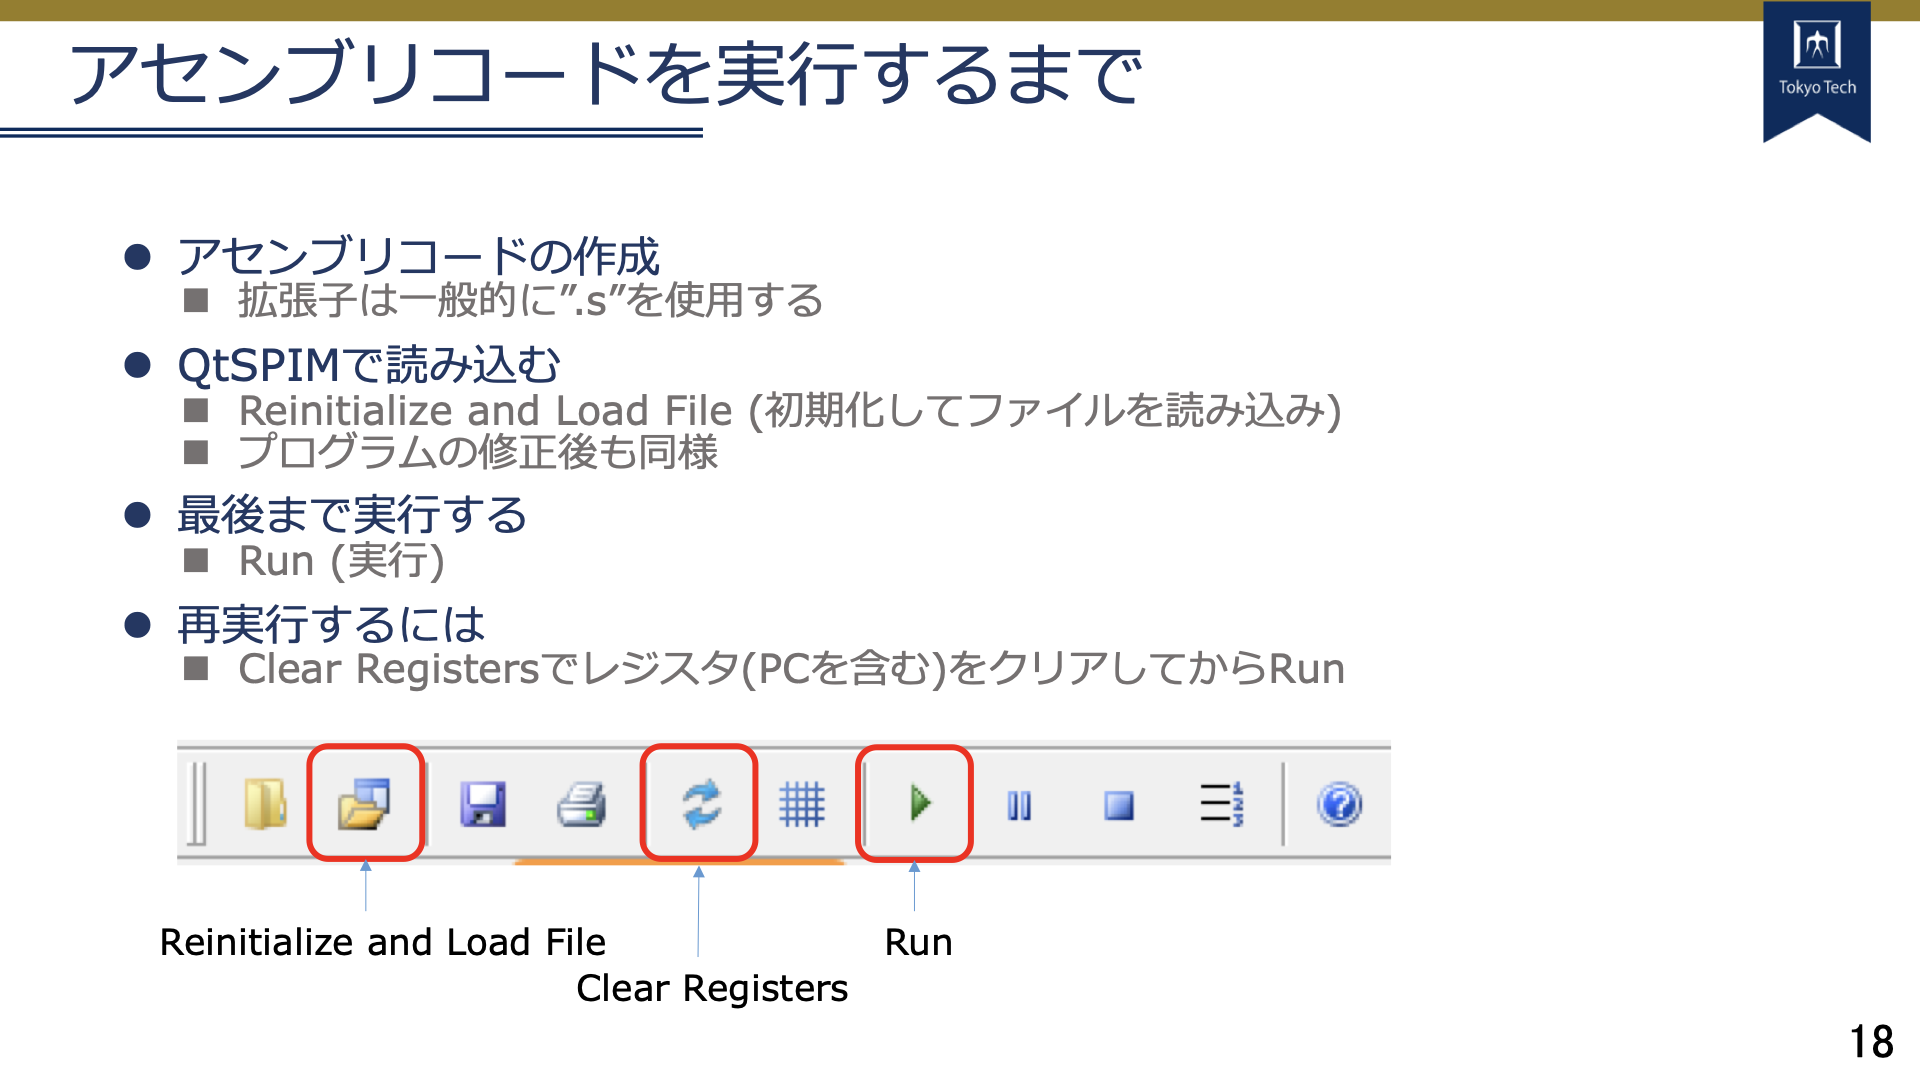 アセンブリコードを実行するまで
Tokyo Tech
アセンブリコードの作成
拡張子は一般的に”.s”を使用する
QtSPIMで読み込む
Reinitialize and Load File (初期化してファイルを読み込み)
プログラムの修正後も同様
最後まで実行する
Run (実行)
再実行するには
Clear Registersでレジスタ(PCを含む)をクリアしてからRun
1
2
3
?
Reinitialize and Load File
Run
Clear Registers
18